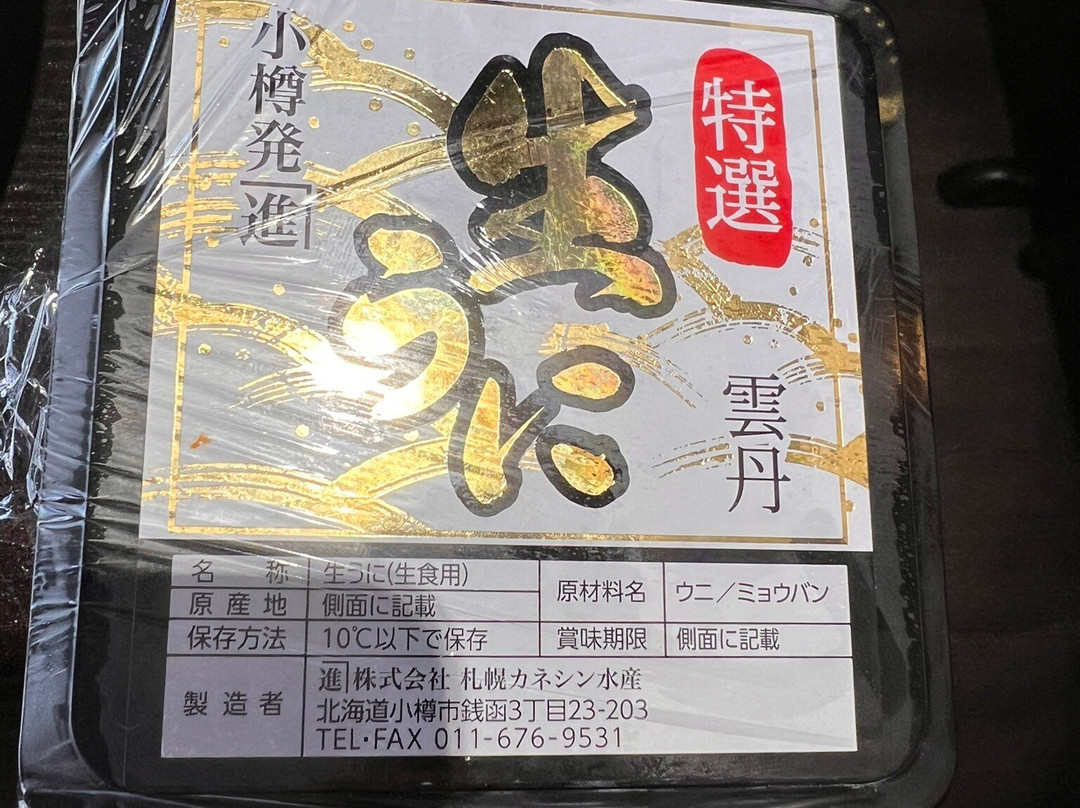 特選
生うに
雲丹
小樽発 進
名称 生うに(生食用)
原材料名 ウニ/ミョウバン
原産地 側面に記載
保存方法 10℃以下で保存
賞味期限 側面に記載
製造者 進 株式会社 札幌カネシン水産
北海道小樽市銭函3丁目23-203
TEL・FAX 011-676-9531